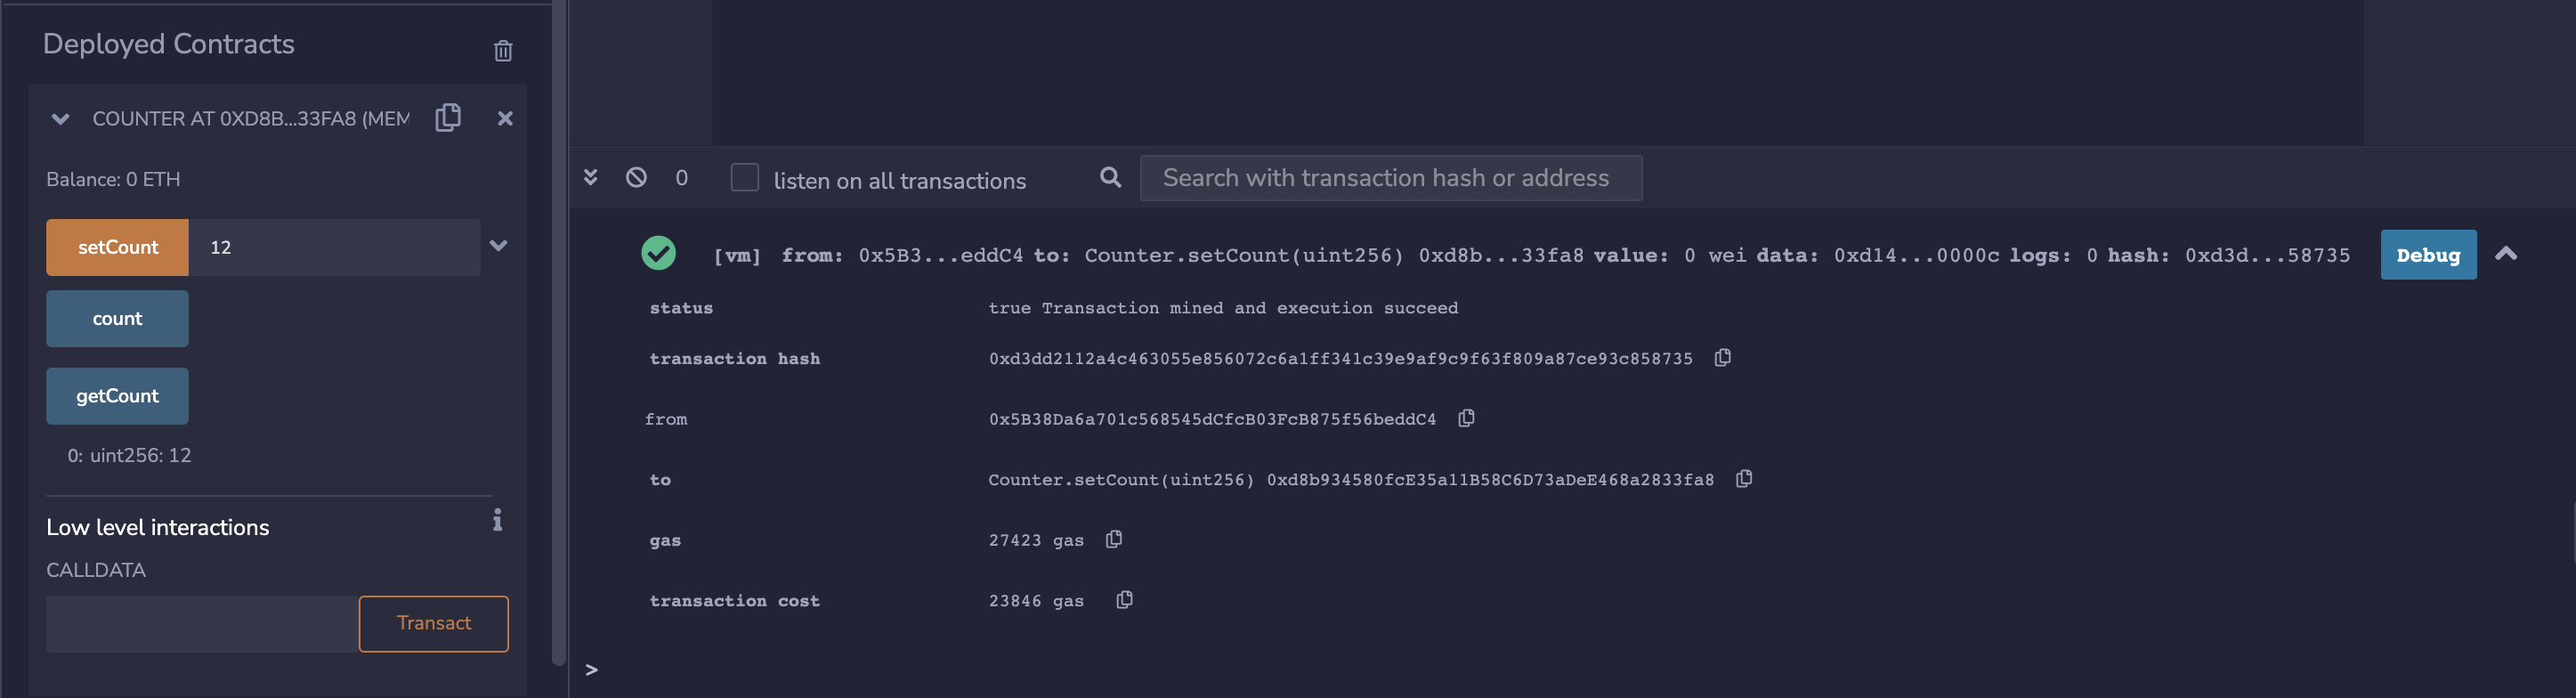 Deployed Contracts
COUNTER AT 0XD8B...33FA8 (MEM
Balance: 0 ETH
setCount 12
count
getCount
0: uint256: 12
Low level interactions
CALLDATA
Transact
0 listen on all transactions Search with transaction hash or address
[vm] from: 0x5B3...eddC4 to: Counter.setCount(uint256) 0xd8b...33fa8 value: 0 wei data: 0xd14...0000c logs: 0 hash: 0xd3d...58735 Debug
status true Transaction mined and execution succeed
transaction hash 0xd3dd2112a4c463055e856072c6a1ff341c39e9af9c9f63f809a87ce93c858735
from 0x5B38Da6a701c568545dCfcB03FcB875f56beddC4
to Counter.setCount(uint256) 0xd8b934580fcE35a11B58C6D73aDeE468a2833fa8
gas 27423 gas
transaction cost 23846 gas
>